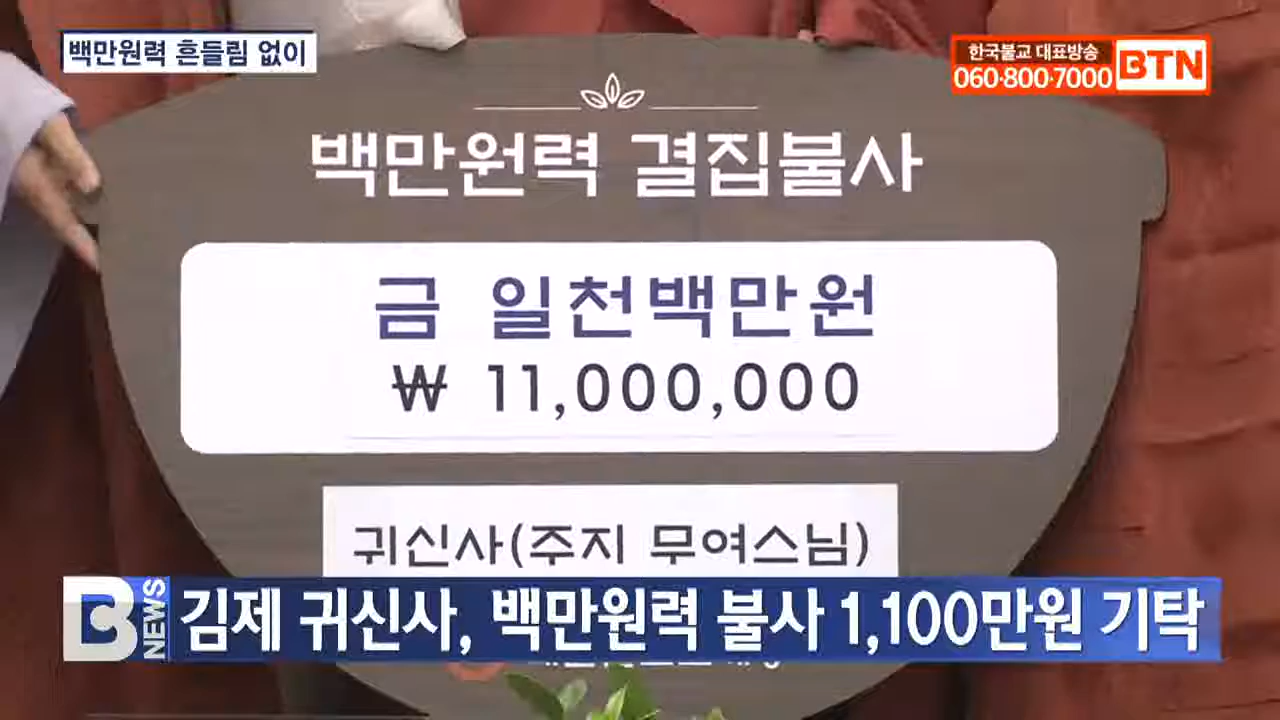 백만원력 흔들림 없이
한국불교 대표방송
060·800·7000
BTN
백만원력 결집불사
금 일천백만원
₩ 11,000,000
귀신사(주지 무여스님)
B NEWS
김제 귀신사, 백만원력 불사 1,100만원 기탁